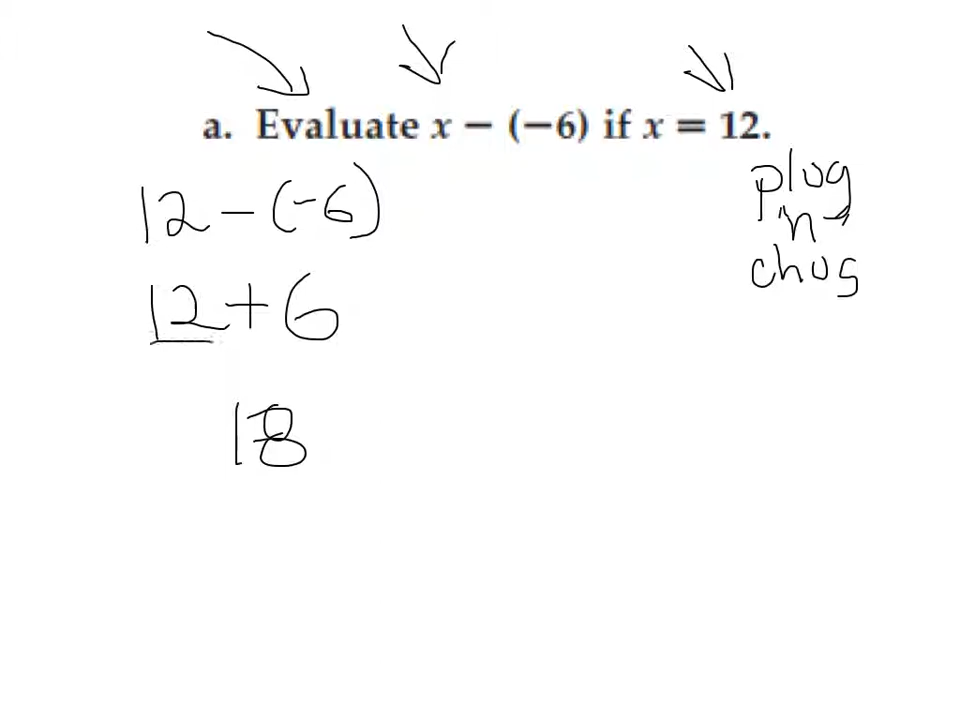 a. Evaluate x − (−6) if x = 12.
12 − (−6)
12 + 6
18
plug
'n
chug